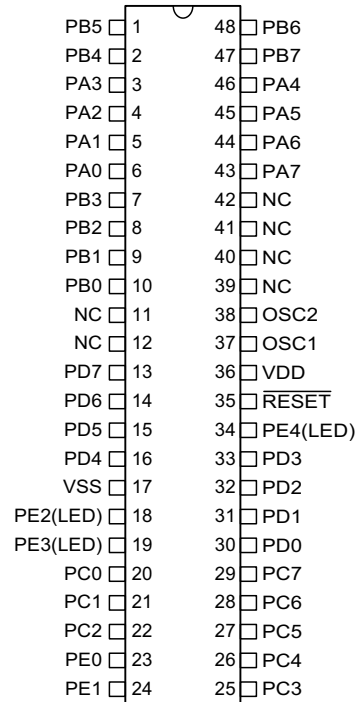 PB5 1 48 PB6
PB4 2 47 PB7
PA3 3 46 PA4
PA2 4 45 PA5
PA1 5 44 PA6
PA0 6 43 PA7
PB3 7 42 NC
PB2 8 41 NC
PB1 9 40 NC
PB0 10 39 NC
NC 11 38 OSC2
NC 12 37 OSC1
PD7 13 36 VDD
PD6 14 35 RESET
PD5 15 34 PE4(LED)
PD4 16 33 PD3
VSS 17 32 PD2
PE2(LED) 18 31 PD1
PE3(LED) 19 30 PD0
PC0 20 29 PC7
PC1 21 28 PC6
PC2 22 27 PC5
PE0 23 26 PC4
PE1 24 25 PC3